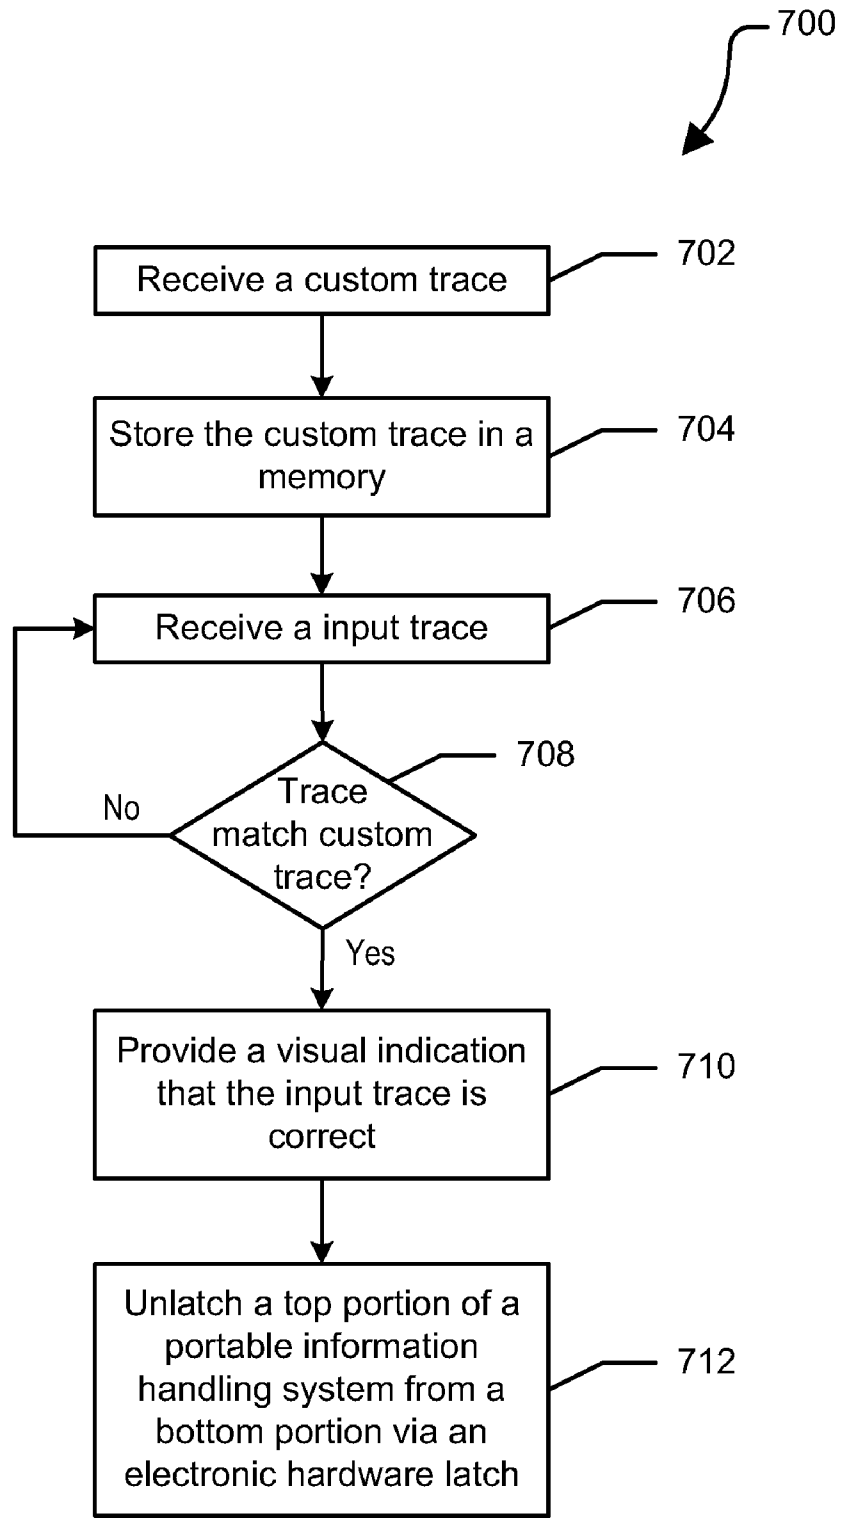 700
Receive a custom trace
702
Store the custom trace in a
memory
704
Receive a input trace
706
Trace
match custom
trace?
708
No
Yes
Provide a visual indication
that the input trace is
correct
710
Unlatch a top portion of a
portable information
handling system from a
bottom portion via an
electronic hardware latch
712